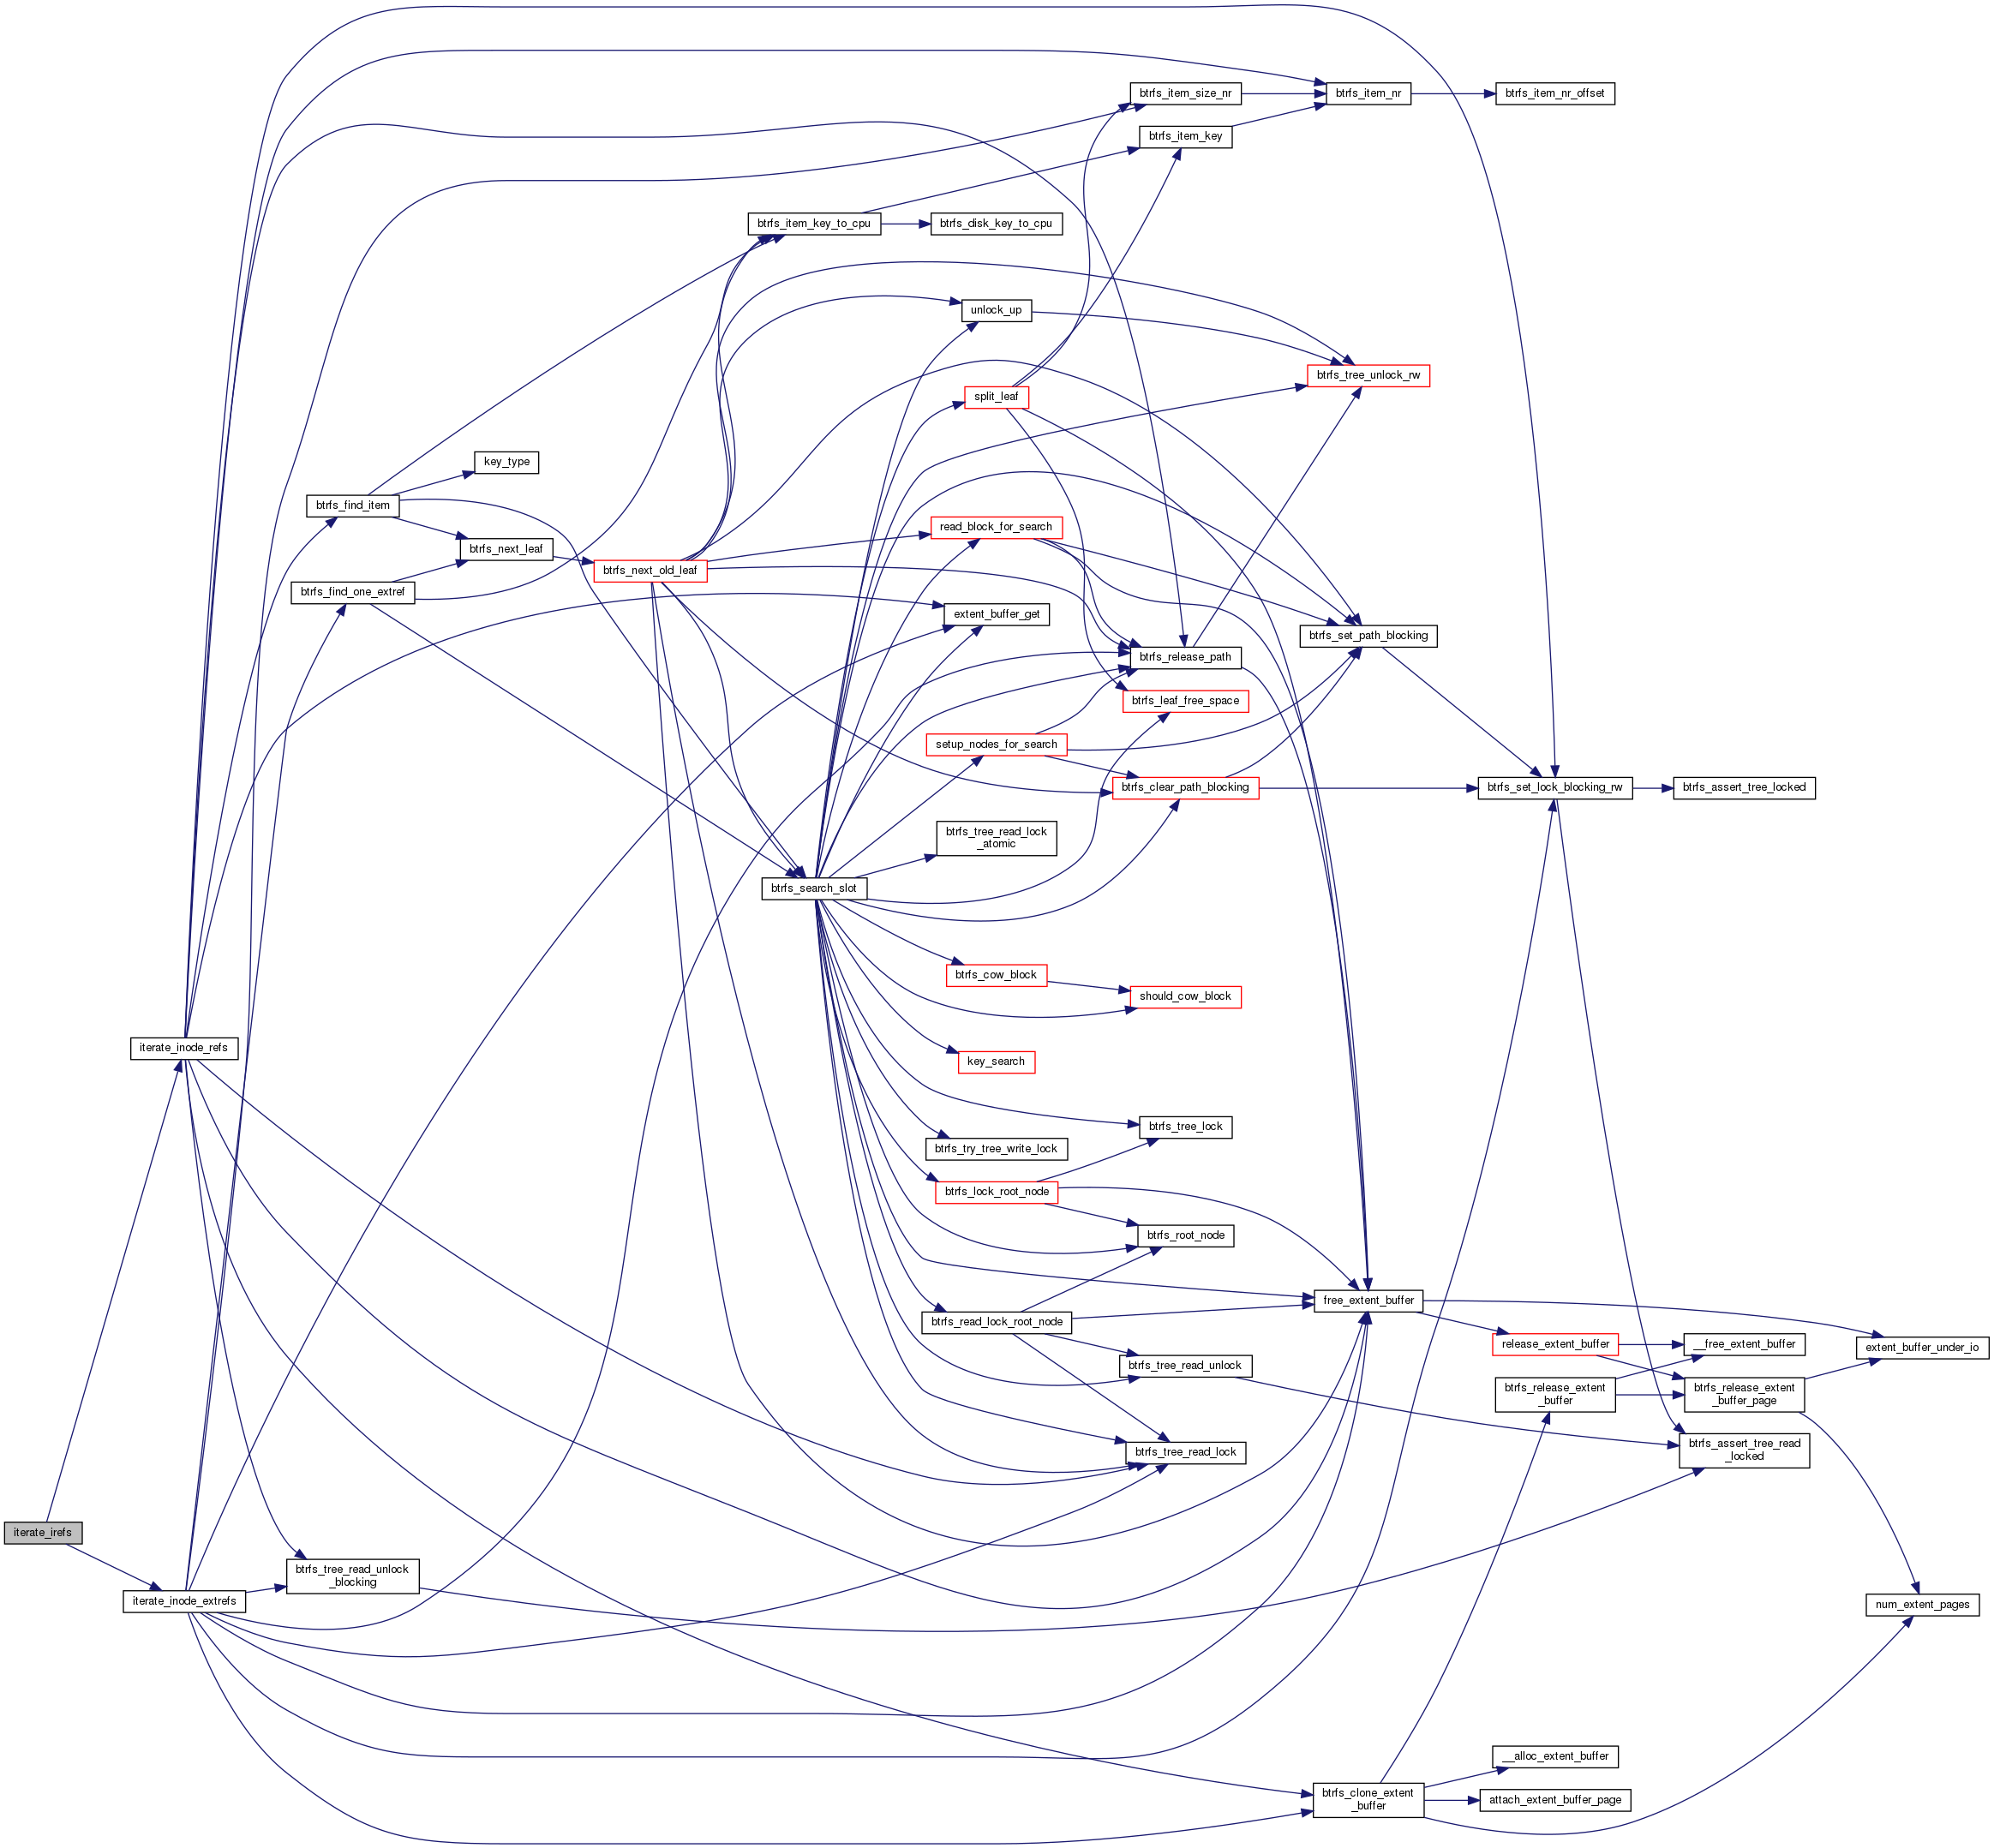 btrfs_item_size_nr
btrfs_item_nr
btrfs_item_nr_offset
btrfs_item_key
btrfs_item_key_to_cpu
btrfs_disk_key_to_cpu
unlock_up
btrfs_tree_unlock_rw
split_leaf
key_type
btrfs_find_item
read_block_for_search
btrfs_next_leaf
btrfs_next_old_leaf
btrfs_find_one_extref
extent_buffer_get
btrfs_set_path_blocking
btrfs_release_path
btrfs_leaf_free_space
setup_nodes_for_search
btrfs_clear_path_blocking
btrfs_set_lock_blocking_rw
btrfs_assert_tree_locked
btrfs_tree_read_lock
_atomic
btrfs_search_slot
btrfs_cow_block
should_cow_block
iterate_inode_refs
key_search
btrfs_tree_lock
btrfs_try_tree_write_lock
btrfs_lock_root_node
btrfs_root_node
free_extent_buffer
btrfs_read_lock_root_node
release_extent_buffer
__free_extent_buffer
extent_buffer_under_io
btrfs_tree_read_unlock
btrfs_release_extent
_buffer
btrfs_release_extent
_buffer_page
btrfs_tree_read_lock
btrfs_assert_tree_read
_locked
iterate_irefs
btrfs_tree_read_unlock
_blocking
iterate_inode_extrefs
num_extent_pages
__alloc_extent_buffer
btrfs_clone_extent
_buffer
attach_extent_buffer_page